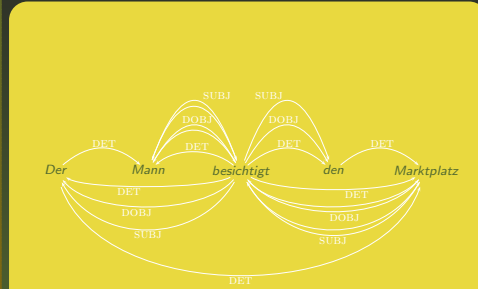 SUBJ SUBJ
DOBJ DOBJ
DET DET DET DET
Der Mann besichtigt den Marktplatz
DET DET
DOBJ DOBJ
SUBJ SUBJ
DET